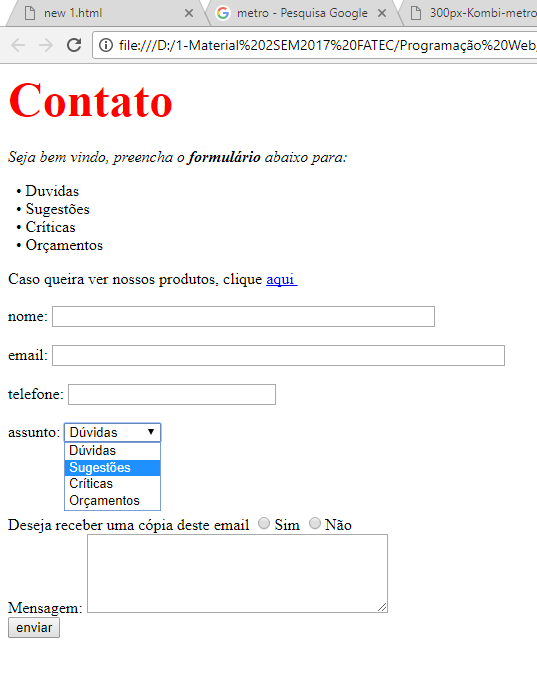 new 1.html
metro - Pesquisa Google
300px-Kombi-metro
file:///D:/1-Material%202SEM2017%20FATEC/Programação%20Web,
Contato
Seja bem vindo, preencha o formulário abaixo para:
• Duvidas
• Sugestões
• Críticas
• Orçamentos
Caso queira ver nossos produtos, clique aqui
nome:
email:
telefone:
assunto: Dúvidas
Dúvidas
Sugestões
Críticas
Orçamentos
Deseja receber uma cópia deste email Sim Não
Mensagem:
enviar